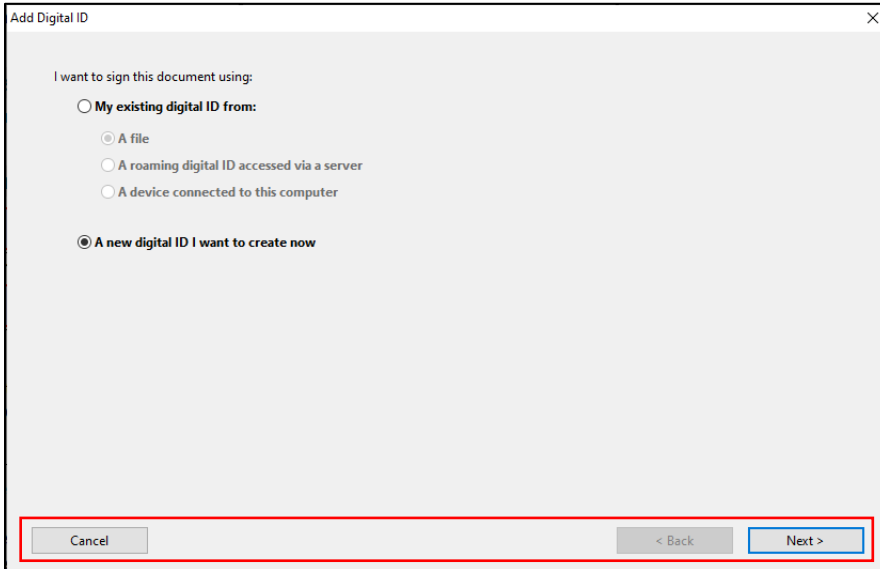 Add Digital ID
I want to sign this document using:
My existing digital ID from:
A file
A roaming digital ID accessed via a server
A device connected to this computer
A new digital ID I want to create now
Cancel
< Back
Next >